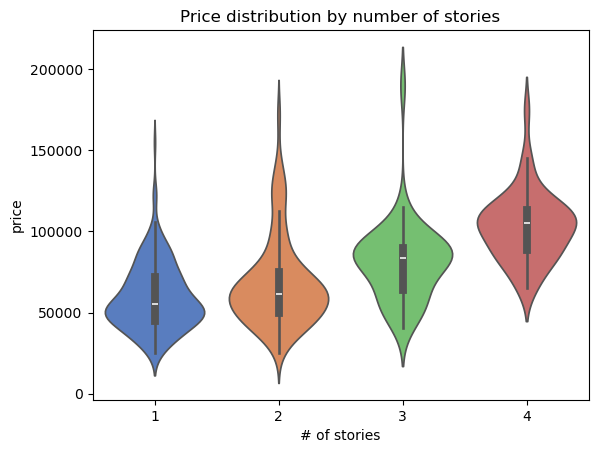 Price distribution by number of stories
200000
150000
100000
50000
0
price
1 2 3 4
# of stories